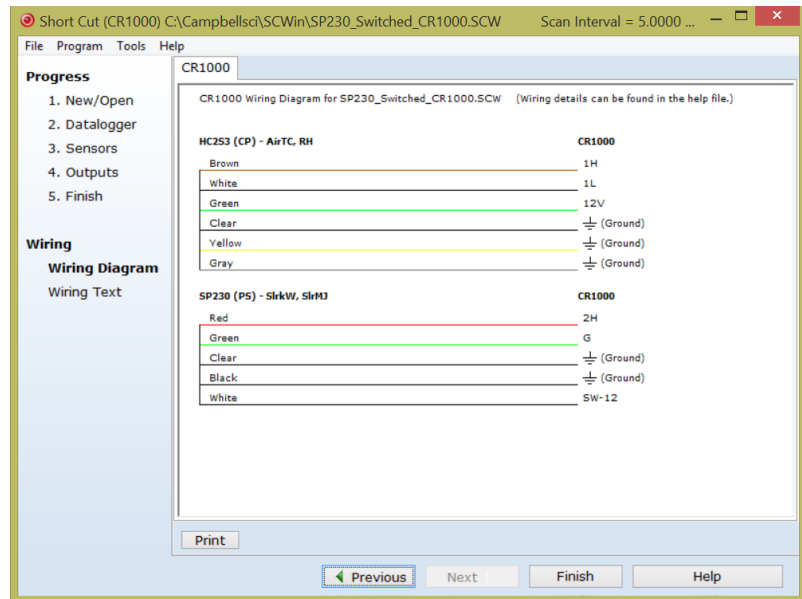 Short Cut (CR1000) C:\Campbellsci\SCWin\SP230_Switched_CR1000.SCW Scan Interval = 5.0000 ...
File Program Tools Help
Progress
1. New/Open
2. Datalogger
3. Sensors
4. Outputs
5. Finish
Wiring
Wiring Diagram
Wiring Text
CR1000
CR1000 Wiring Diagram for SP230_Switched_CR1000.SCW (Wiring details can be found in the help file.)
HC2S3 (CP) - AirTC, RH CR1000
Brown 1H
White 1L
Green 12V
Clear (Ground)
Yellow (Ground)
Gray (Ground)
SP230 (PS) - SlrkW, SlrMJ CR1000
Red 2H
Green G
Clear (Ground)
Black (Ground)
White SW-12
Print
Previous Next Finish Help